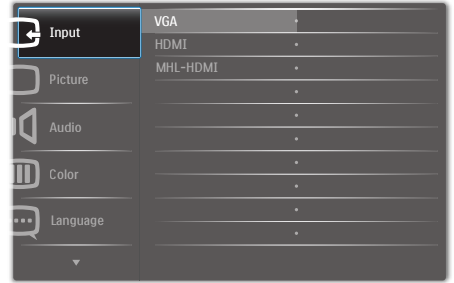 Input
VGA
HDMI
MHL-HDMI
Picture
Audio
Color
Language